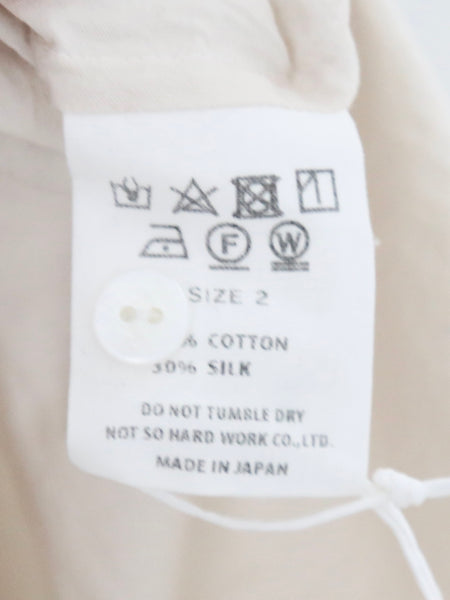 F W
SIZE 2
% COTTON
30% SILK
DO NOT TUMBLE DRY
NOT SO HARD WORK CO.,LTD.
MADE IN JAPAN